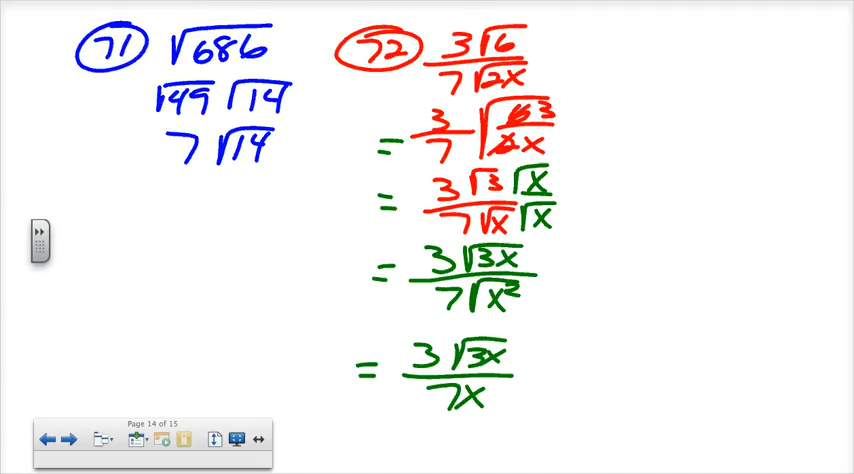 71 √686
√49 √14
7 √14
72 3√6 / 7√2x
= 3/7 √(6 3 / 2x)
= 3√3 √x / 7√x √x
= 3√3x / 7√x²
= 3√3x / 7x
Page 14 of 15